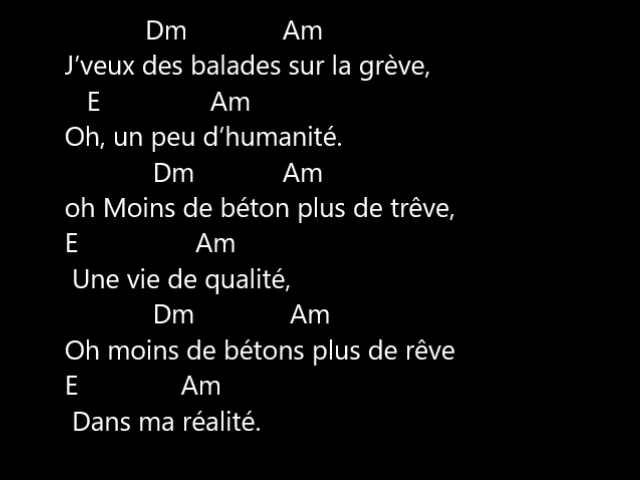 Dm Am
J’veux des balades sur la grève,
E Am
Oh, un peu d’humanité.
Dm Am
oh Moins de béton plus de trêve,
E Am
Une vie de qualité,
Dm Am
Oh moins de bétons plus de rêve
E Am
Dans ma réalité.